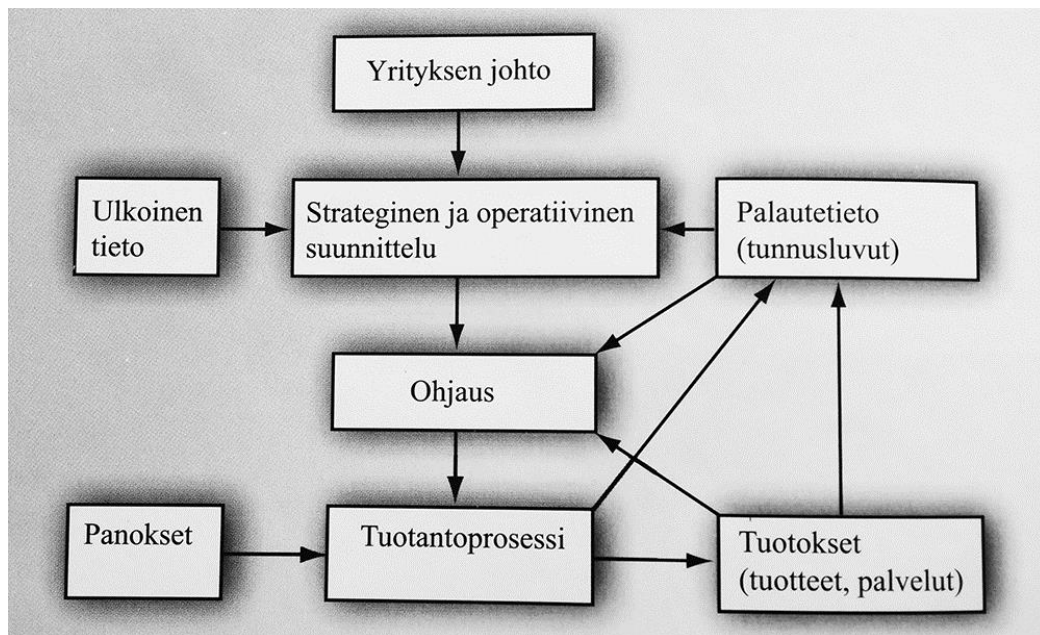 Yrityksen johto
Ulkoinen
tieto
Strateginen ja operatiivinen
suunnittelu
Palautetieto
(tunnusluvut)
Ohjaus
Panokset
Tuotantoprosessi
Tuotokset
(tuotteet, palvelut)